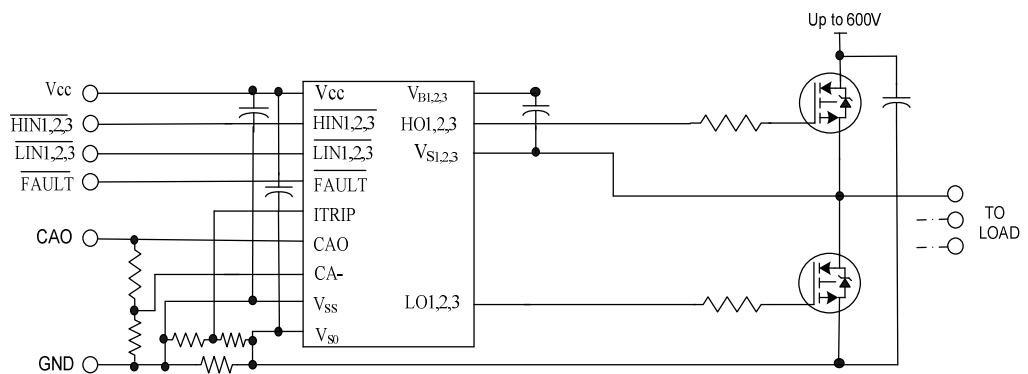 Up to 600V
Vcc
HIN1,2,3
LIN1,2,3
FAULT
CAO
GND
Vcc
HIN1,2,3
LIN1,2,3
FAULT
ITRIP
CAO
CA-
VSS
VS0
VB1,2,3
HO1,2,3
VS1,2,3
LO1,2,3
TO
LOAD